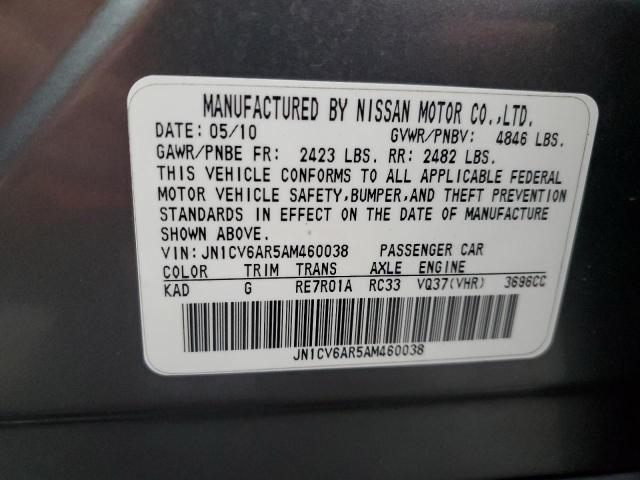 MANUFACTURED BY NISSAN MOTOR CO.,LTD.
DATE: 05/10 GVWR/PNBV: 4846 LBS.
GAWR/PNBE FR: 2423 LBS. RR: 2482 LBS.
THIS VEHICLE CONFORMS TO ALL APPLICABLE FEDERAL
MOTOR VEHICLE SAFETY,BUMPER,AND THEFT PREVENTION
STANDARDS IN EFFECT ON THE DATE OF MANUFACTURE
SHOWN ABOVE.
VIN:JN1CV6AR5AM460038 PASSENGER CAR
COLOR TRIM TRANS AXLE ENGINE
KAD G RE7R01A RC33 VQ37(VHR) 3696CC
JN1CV6AR5AM460038